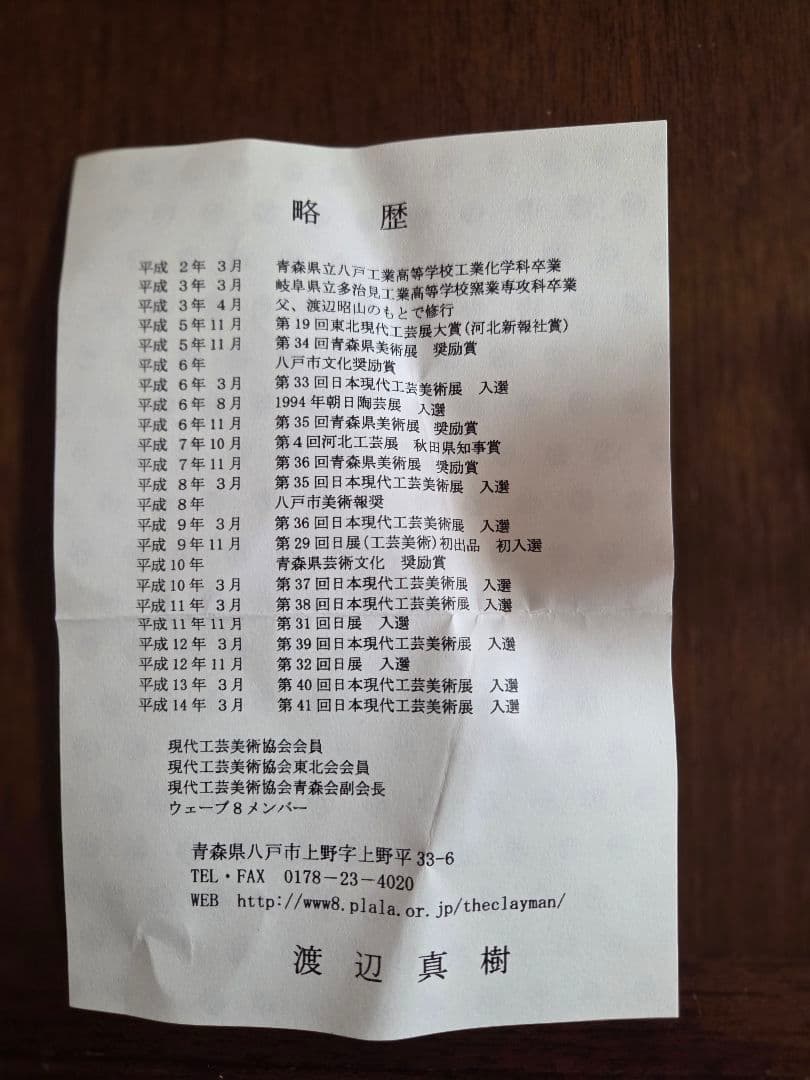 略歴
平成 2年 3月 青森県立八戸工業高等学校工業化学科卒業
平成 3年 3月 岐阜県立多治見工業高等学校窯業専攻科卒業
平成 3年 4月 父、渡辺昭山のもとで修行
平成 5年11月 第19回東北現代工芸展大賞(河北新報社賞)
平成 5年11月 第34回青森県美術展 奨励賞
平成 6年 八戸市文化奨励賞
平成 6年 3月 第33回日本現代工芸美術展 入選
平成 6年 8月 1994年朝日陶芸展 入選
平成 6年11月 第35回青森県美術展 奨励賞
平成 7年10月 第4回河北工芸展 秋田県知事賞
平成 7年11月 第36回青森県美術展 奨励賞
平成 8年 3月 第35回日本現代工芸美術展 入選
平成 8年 八戸市美術報奨
平成 9年 3月 第36回日本現代工芸美術展 入選
平成 9年11月 第29回日展(工芸美術)初出品 初入選
平成10年 青森県芸術文化 奨励賞
平成10年 3月 第37回日本現代工芸美術展 入選
平成11年 3月 第38回日本現代工芸美術展 入選
平成11年11月 第31回日展 入選
平成12年 3月 第39回日本現代工芸美術展 入選
平成12年11月 第32回日展 入選
平成13年 3月 第40回日本現代工芸美術展 入選
平成14年 3月 第41回日本現代工芸美術展 入選
現代工芸美術協会会員
現代工芸美術協会東北会会員
現代工芸美術協会青森会副会長
ウェーブ8メンバー
青森県八戸市上野字上野平33-6
TEL・FAX 0178-23-4020
WEB http://www8.plala.or.jp/theclayman/
渡辺真樹